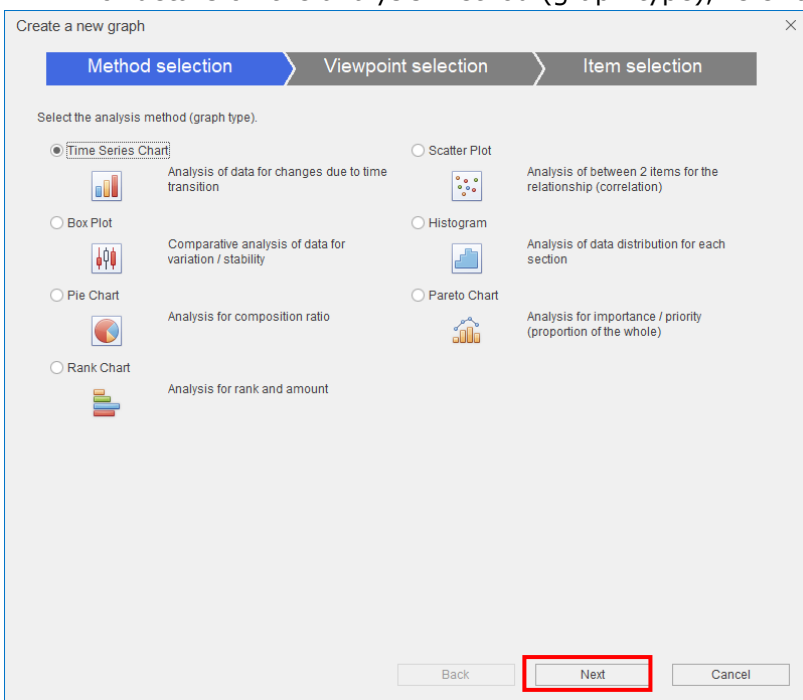 Create a new graph
Method selection
Viewpoint selection
Item selection
Select the analysis method (graph type).
Time Series Chart
Analysis of data for changes due to time
transition
Scatter Plot
Analysis of between 2 items for the
relationship (correlation)
Box Plot
Comparative analysis of data for
variation / stability
Histogram
Analysis of data distribution for each
section
Pie Chart
Analysis for composition ratio
Pareto Chart
Analysis for importance / priority
(proportion of the whole)
Rank Chart
Analysis for rank and amount
Back
Next
Cancel